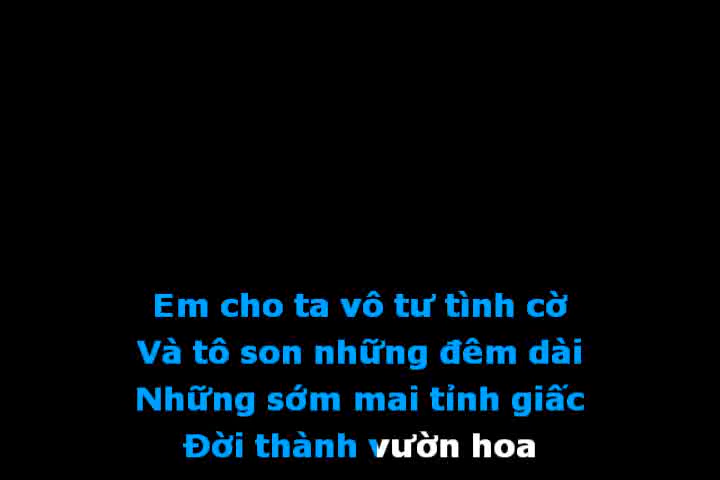 Em cho ta vô tư tình cờ
Và tô son những đêm dài
Những sớm mai tỉnh giấc
Đời thành vườn hoa